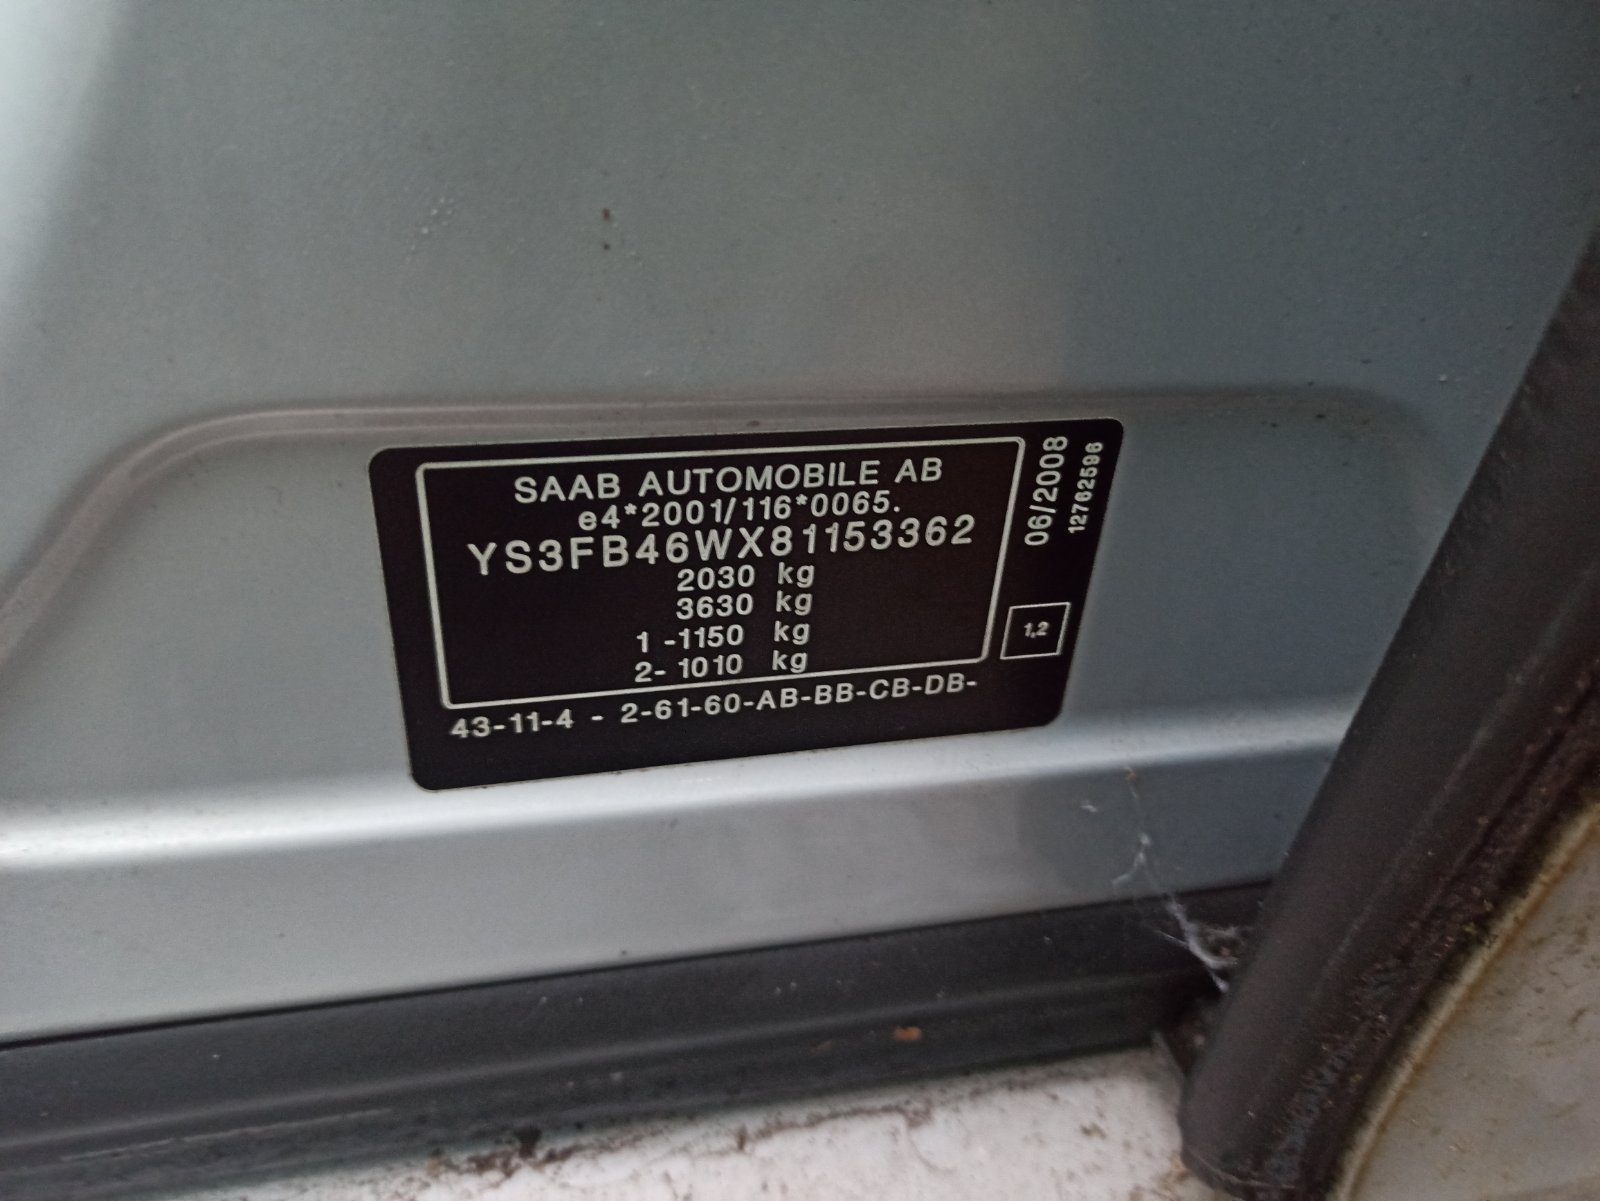 SAAB AUTOMOBILE AB
e4*2001/116*0065.
YS3FB46WX81153362
2030 kg
3630 kg
1 -1150 kg
2- 1010 kg
43-11-4 - 2-61-60-AB-BB-CB-DB-
06/2008
12762596
1,2